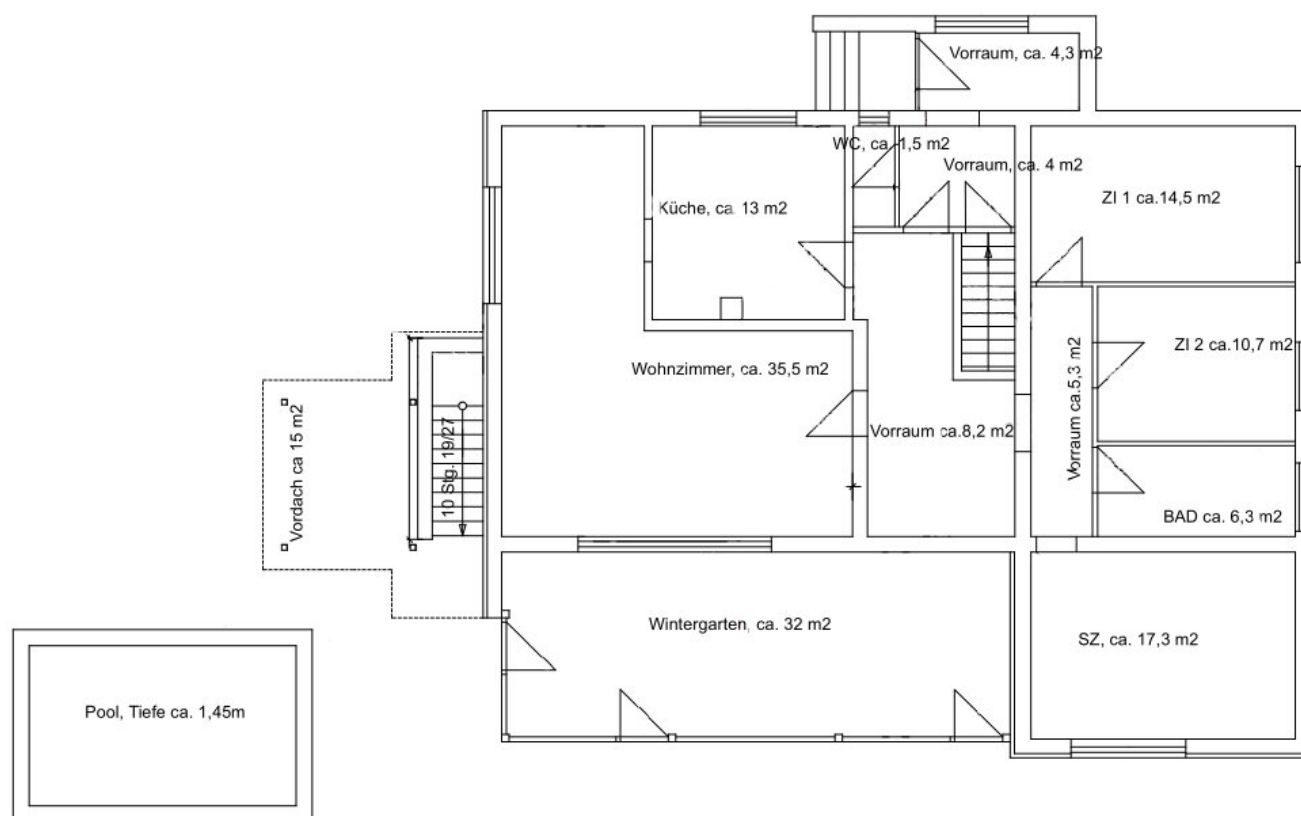 Vorraum, ca. 4,3 m2
WC, ca. 1,5 m2
Vorraum, ca. 4 m2
Küche, ca. 13 m2
ZI 1 ca.14,5 m2
ZI 2 ca.10,7 m2
Wohnzimmer, ca. 35,5 m2
Vorraum ca.5,3 m2
Vorraum ca.8,2 m2
Vordach ca 15 m2
10 Stg. 19/27
BAD ca. 6,3 m2
Wintergarten, ca. 32 m2
SZ, ca. 17,3 m2
Pool, Tiefe ca. 1,45m